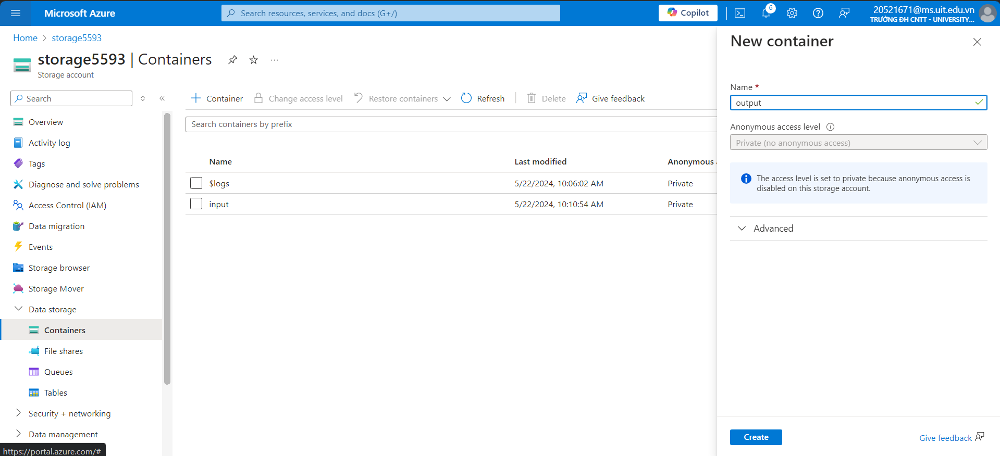 Microsoft Azure
Search resources, services, and docs (G+/)
Copilot
6
20521671@ms.uit.edu.vn
TRƯỜNG ĐH CNTT - UNIVERSITY...
Home > storage5593
storage5593 | Containers
...
Storage account
Search
Overview
Activity log
Tags
Diagnose and solve problems
Access Control (IAM)
Data migration
Events
Storage browser
Storage Mover
Data storage
Containers
File shares
Queues
Tables
Security + networking
Data management
https://portal.azure.com/#
Container
Change access level
Restore containers
Refresh
Delete
Give feedback
Search containers by prefix
Name Last modified Anonymous
$logs 5/22/2024, 10:06:02 AM Private
input 5/22/2024, 10:10:54 AM Private
New container
Name *
output
Anonymous access level
Private (no anonymous access)
The access level is set to private because anonymous access is
disabled on this storage account.
Advanced
Create
Give feedback